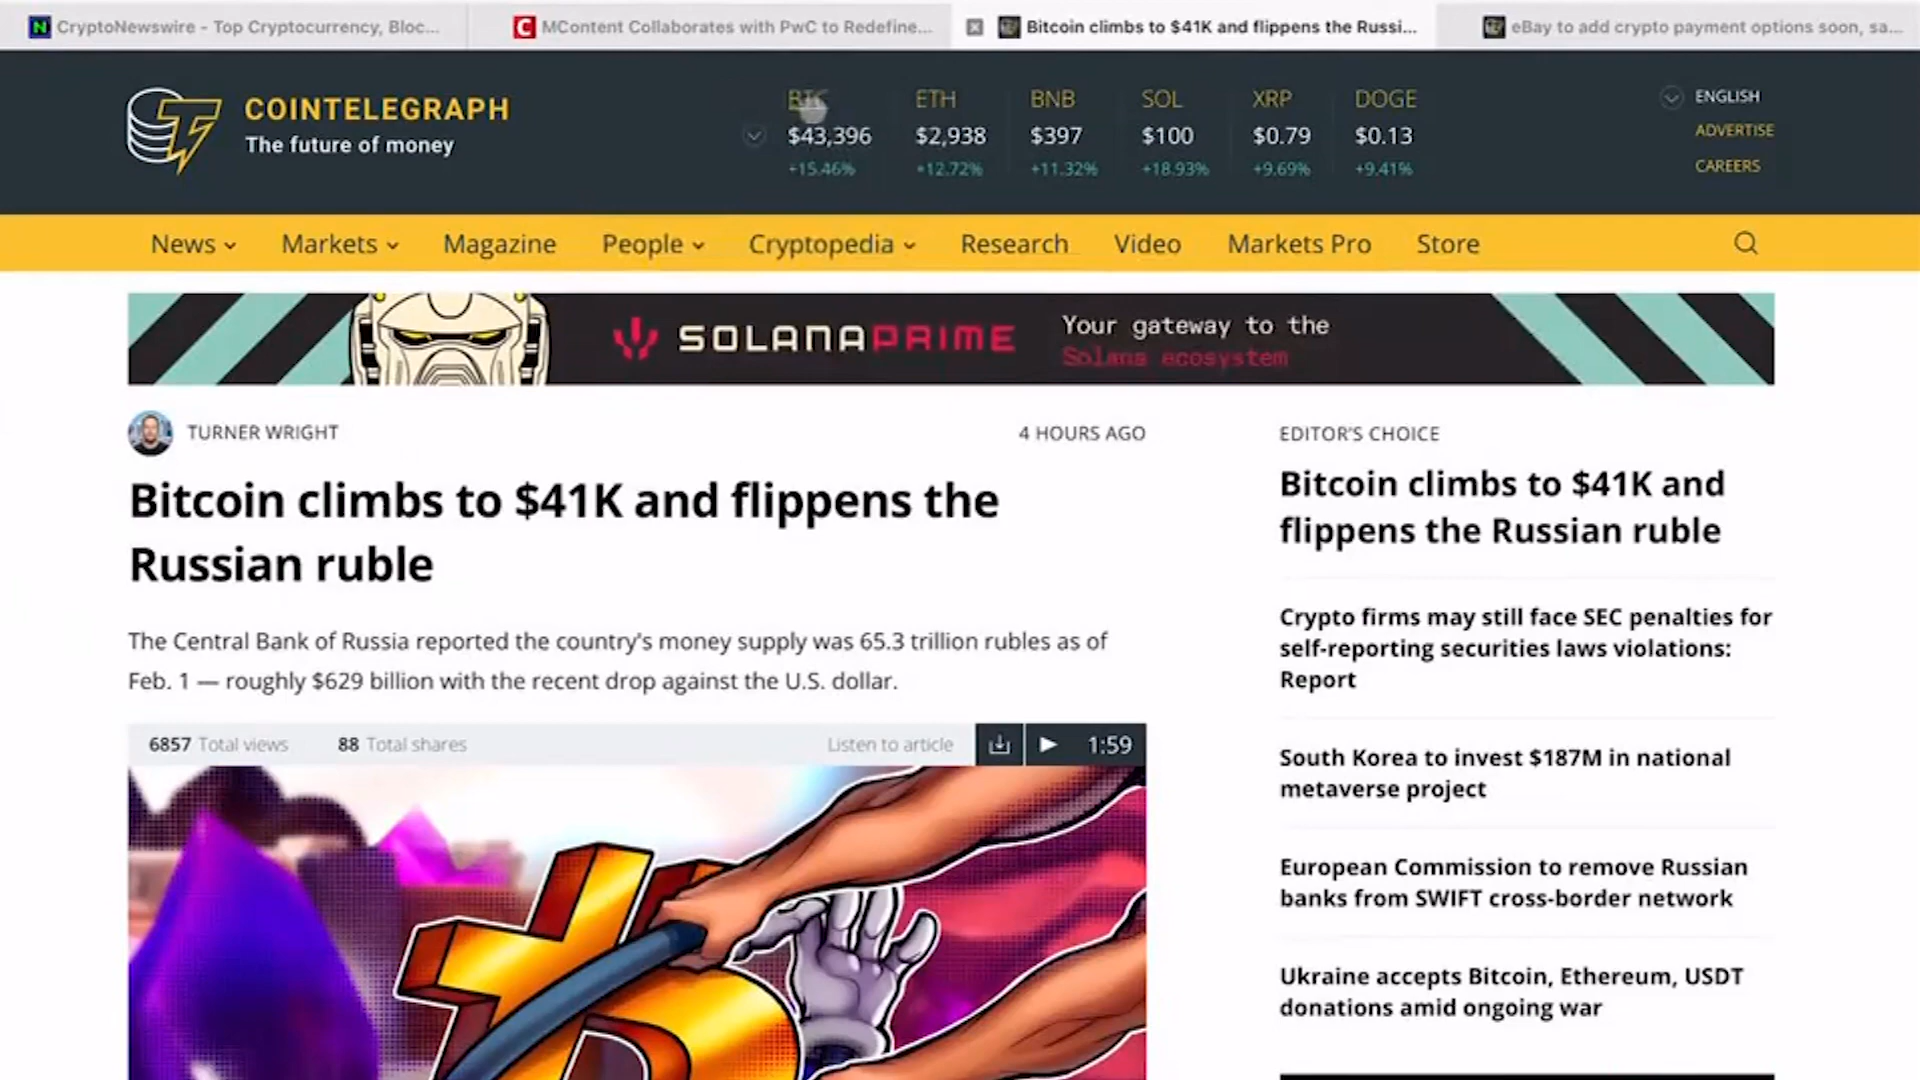 CryptoNewswire - Top Cryptocurrency, Bloc...
MContent Collaborates with PwC to Redefine...
Bitcoin climbs to $41K and flippens the Russi...
eBay to add crypto payment options soon, sa...
COINTELEGRAPH
The future of money
BTC ETH BNB SOL XRP DOGE
$43,396 $2,938 $397 $100 $0.79 $0.13
+15.46% +12.72% +11.32% +18.93% +9.69% +9.41%
ENGLISH
ADVERTISE
CAREERS
News Markets Magazine People Cryptopedia Research Video Markets Pro Store
SOLANAPRIME
Your gateway to the
Solana ecosystem
TURNER WRIGHT
4 HOURS AGO
Bitcoin climbs to $41K and flippens the
Russian ruble
The Central Bank of Russia reported the country's money supply was 65.3 trillion rubles as of
Feb. 1 — roughly $629 billion with the recent drop against the U.S. dollar.
6857 Total views 88 Total shares Listen to article 1:59
EDITOR'S CHOICE
Bitcoin climbs to $41K and
flippens the Russian ruble
Crypto firms may still face SEC penalties for
self-reporting securities laws violations:
Report
South Korea to invest $187M in national
metaverse project
European Commission to remove Russian
banks from SWIFT cross-border network
Ukraine accepts Bitcoin, Ethereum, USDT
donations amid ongoing war